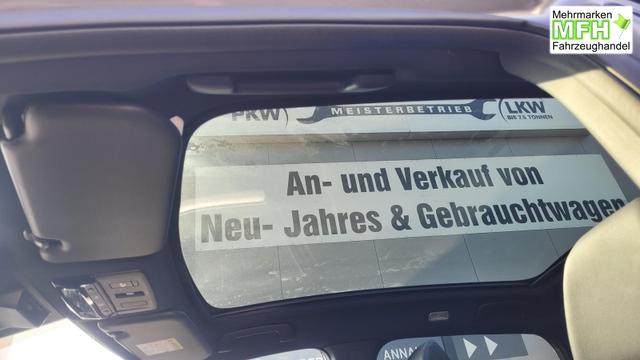 Mehrmarken
MFH
Fahrzeughandel
PKW
MEISTERBETRIEB
LKW
BIS 7.5 TONNEN
An- und Verkauf von
Neu- Jahres & Gebrauchtwagen